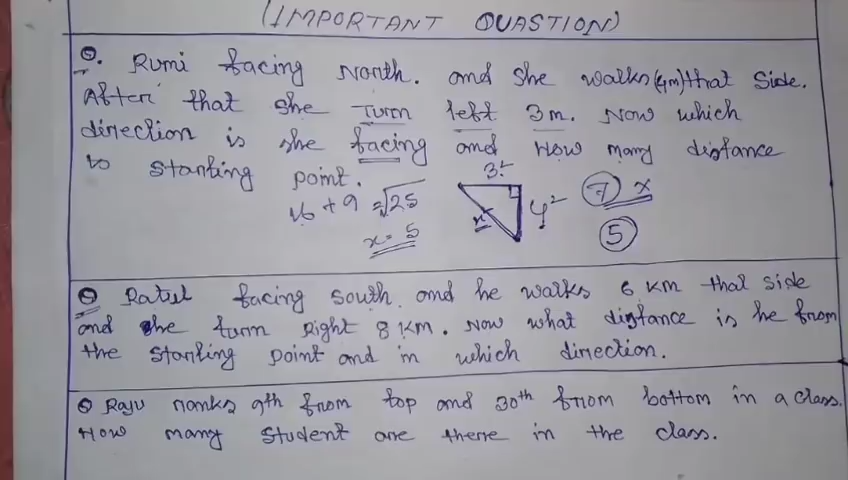 (IMPORTANT QUASTION)
Q. Rumi facing North. and she walks (4m) that side.
After that she Turn left 3m. Now which
direction is she facing and How many distance
to starting point.
16 + 9 = √25
x = 5
3²
4²
x
7 x
5
Q Ratul facing south and he walks 6 KM that side
and she turn right 8 KM. Now what distance is he from
the starting point and in which direction.
Q Raju ranks 9th from top and 30th from bottom in a class.
How many student are there in the class.